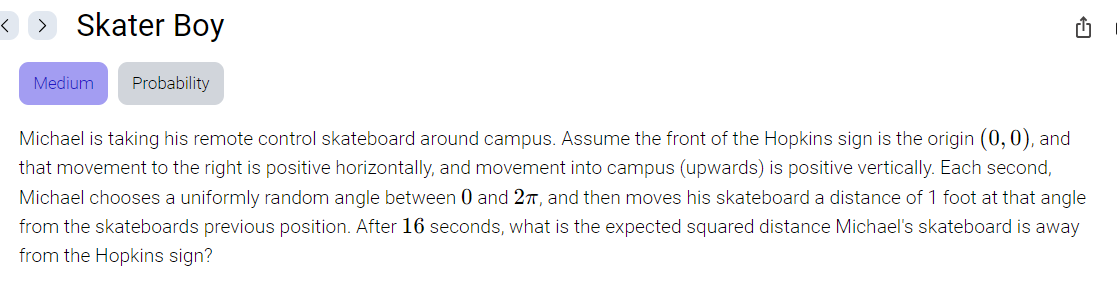 < > Skater Boy
Medium Probability
Michael is taking his remote control skateboard around campus. Assume the front of the Hopkins sign is the origin (0, 0), and
that movement to the right is positive horizontally, and movement into campus (upwards) is positive vertically. Each second,
Michael chooses a uniformly random angle between 0 and 2π, and then moves his skateboard a distance of 1 foot at that angle
from the skateboards previous position. After 16 seconds, what is the expected squared distance Michael's skateboard is away
from the Hopkins sign?